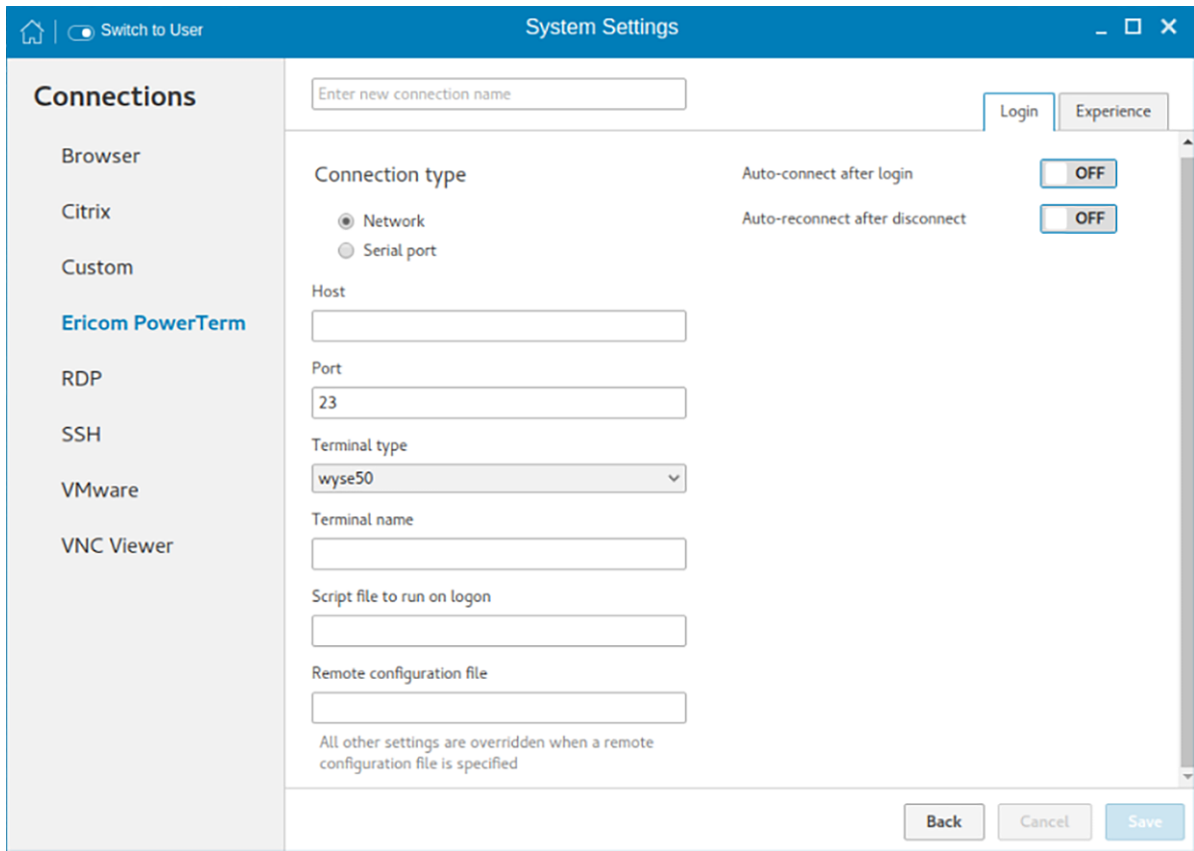 Switch to User
System Settings
Connections
Browser
Citrix
Custom
Ericom PowerTerm
RDP
SSH
VMware
VNC Viewer
Enter new connection name
Login
Experience
Connection type
Network
Serial port
Host
Port
23
Terminal type
wyse50
Terminal name
Script file to run on logon
Remote configuration file
All other settings are overridden when a remote
configuration file is specified
Auto-connect after login
OFF
Auto-reconnect after disconnect
OFF
Back
Cancel
Save